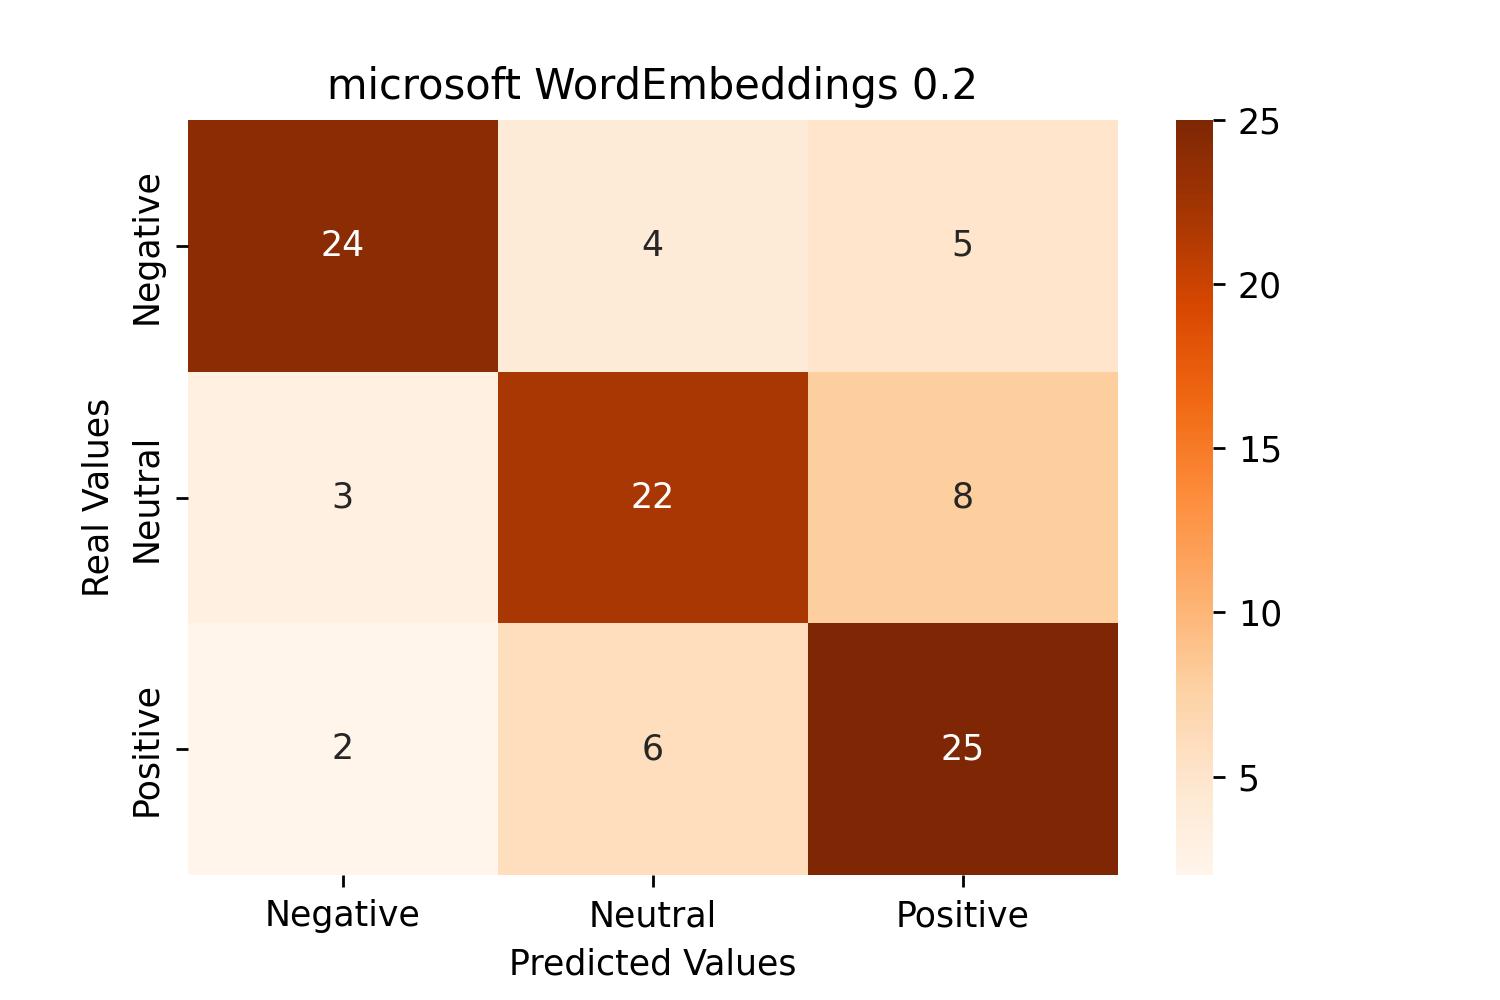 microsoft WordEmbeddings 0.2
Real Values
Negative
24 4 5
Neutral
3 22 8
Positive
2 6 25
Negative Neutral Positive
Predicted Values
25
20
15
10
5